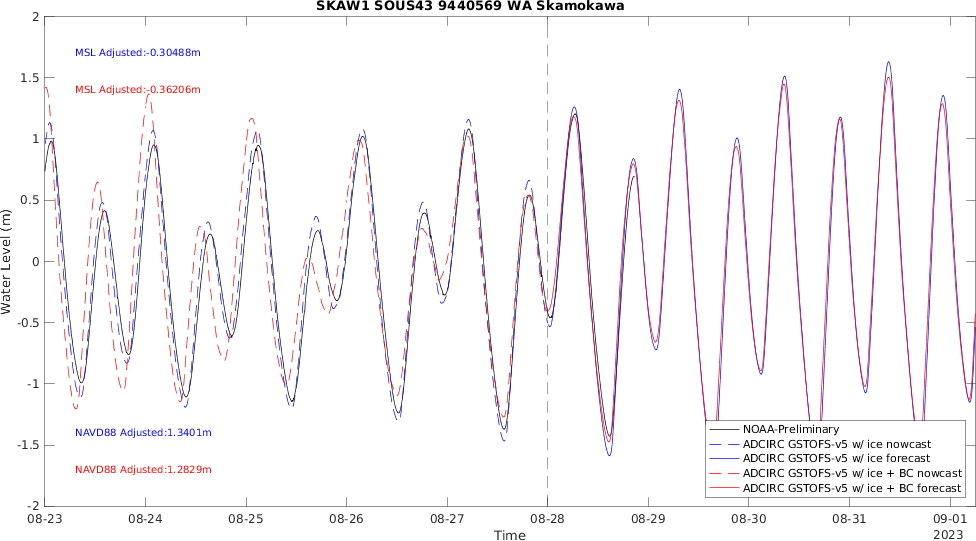 SKAW1 SOUS43 9440569 WA Skamokawa
MSL Adjusted:-0.30488m
MSL Adjusted:-0.36206m
NAVD88 Adjusted:1.3401m
NAVD88 Adjusted:1.2829m
Water Level (m)
2
1.5
1
0.5
0
-0.5
-1
-1.5
-2
NOAA-Preliminary
ADCIRC GSTOFS-v5 w/ ice nowcast
ADCIRC GSTOFS-v5 w/ ice forecast
ADCIRC GSTOFS-v5 w/ ice + BC nowcast
ADCIRC GSTOFS-v5 w/ ice + BC forecast
08-23 08-24 08-25 08-26 08-27 08-28 08-29 08-30 08-31 09-01
2023
Time